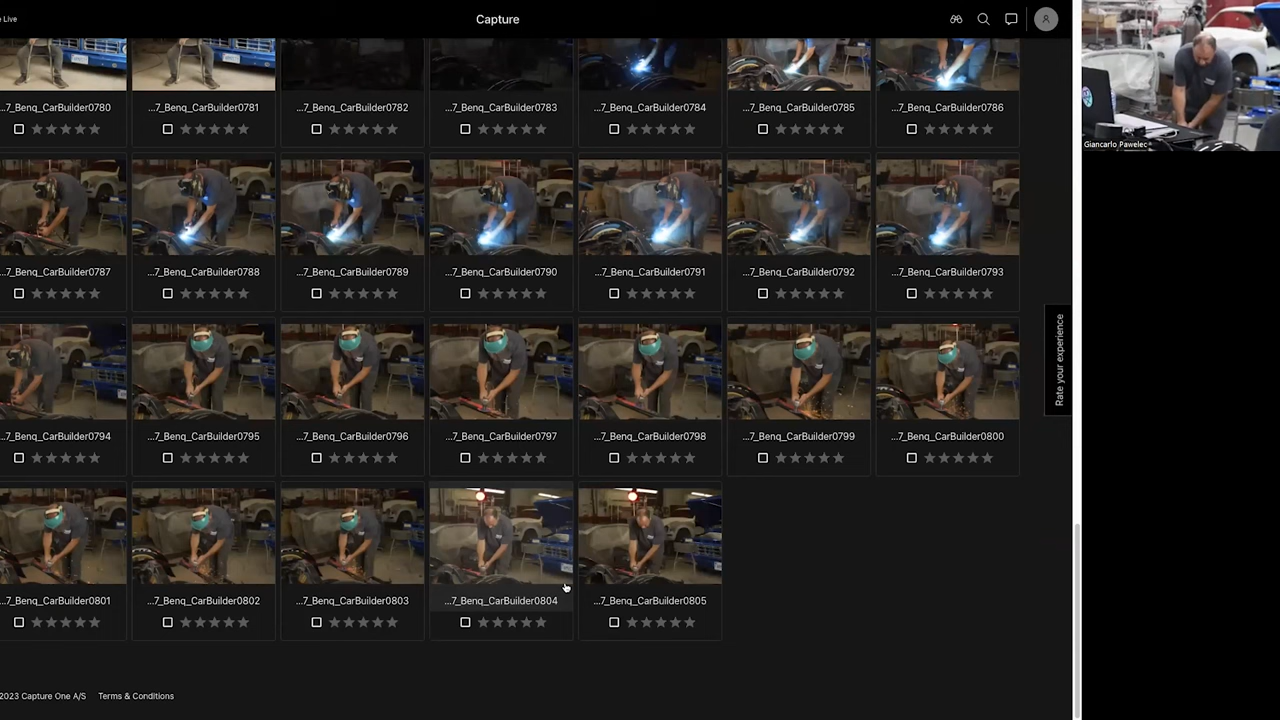 e Live
Capture
...7_Benq_CarBuilder0780
...7_Benq_CarBuilder0781
...7_Benq_CarBuilder0782
...7_Benq_CarBuilder0783
...7_Benq_CarBuilder0784
...7_Benq_CarBuilder0785
...7_Benq_CarBuilder0786
Giancarlo Pawelec
...7_Benq_CarBuilder0787
...7_Benq_CarBuilder0788
...7_Benq_CarBuilder0789
...7_Benq_CarBuilder0790
...7_Benq_CarBuilder0791
...7_Benq_CarBuilder0792
...7_Benq_CarBuilder0793
Rate your experience
...7_Benq_CarBuilder0794
...7_Benq_CarBuilder0795
...7_Benq_CarBuilder0796
...7_Benq_CarBuilder0797
...7_Benq_CarBuilder0798
...7_Benq_CarBuilder0799
...7_Benq_CarBuilder0800
...7_Benq_CarBuilder0801
...7_Benq_CarBuilder0802
...7_Benq_CarBuilder0803
...7_Benq_CarBuilder0804
...7_Benq_CarBuilder0805
2023 Capture One A/S Terms & Conditions